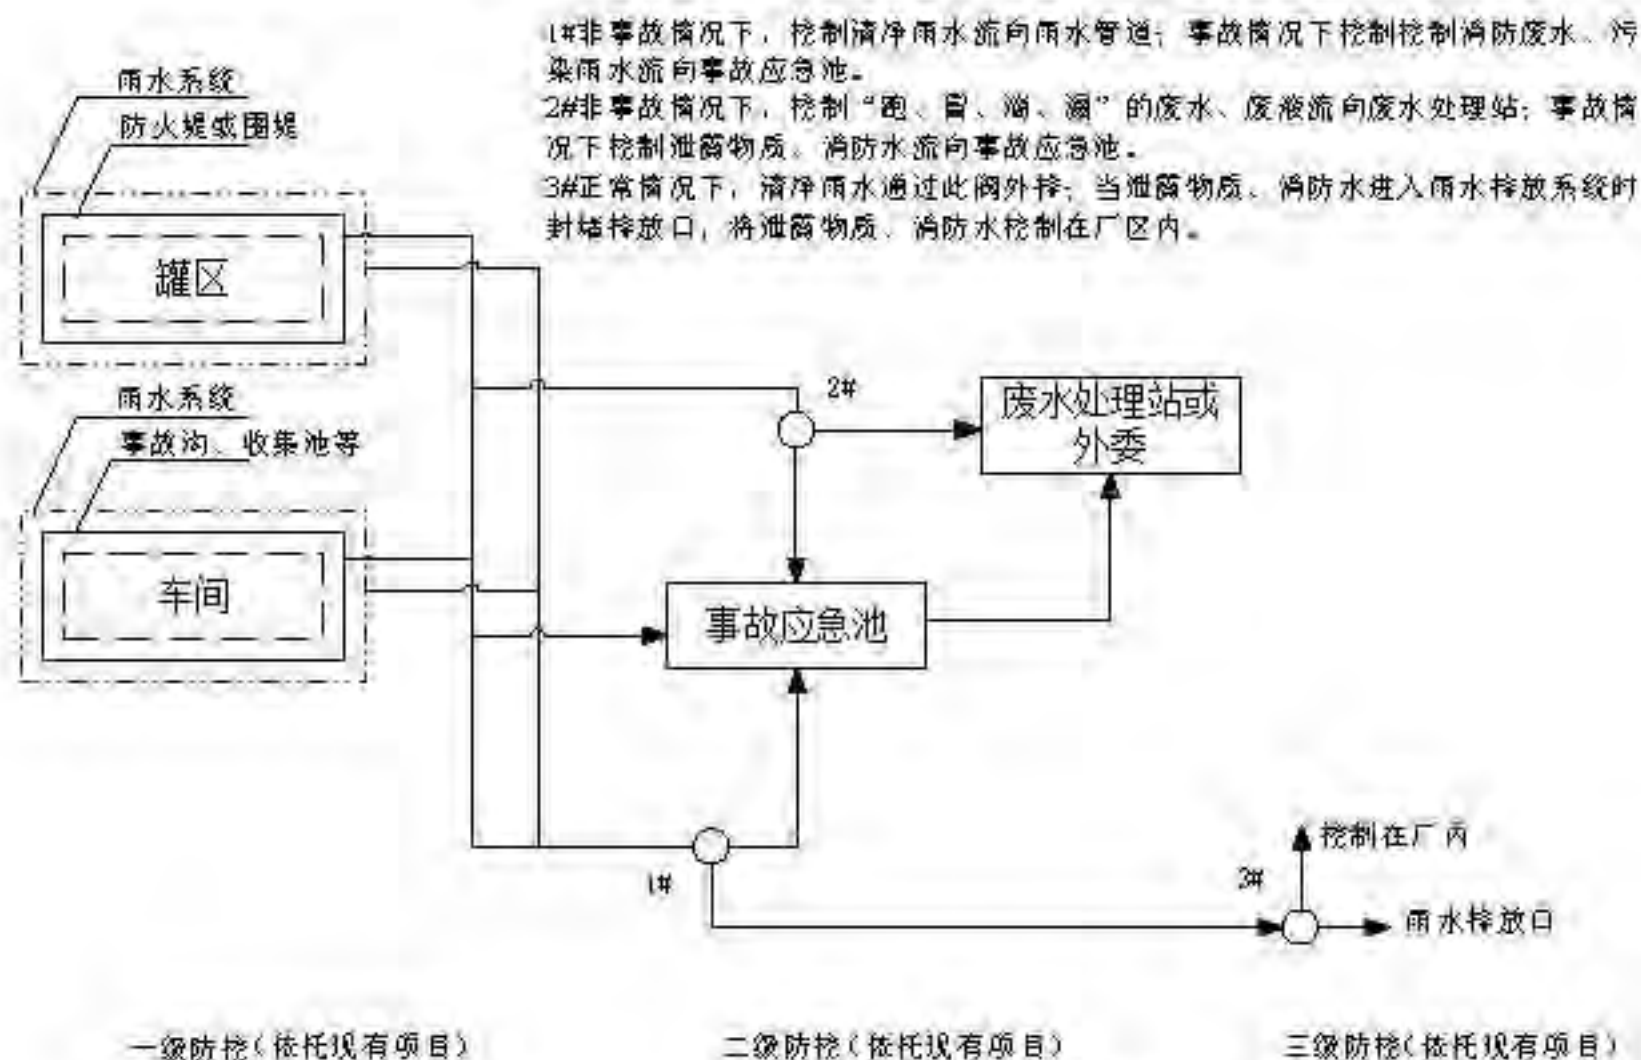 1#非事故情况下，控制清净雨水流向雨水管道；事故情况下控制控制消防废水、污
染雨水流向事故应急池。
2#非事故情况下，控制“跑、冒、滴、漏”的废水、废液流向废水处理站；事故情
况下控制泄露物质、消防水流向事故应急池。
3#正常情况下，清净雨水通过此阀外排；当泄露物质、消防水进入雨水排放系统时
封堵排放口，将泄露物质、消防水控制在厂区内。
雨水系统
防火堤或围堤
罐区
雨水系统
事故沟、收集池等
车间
2#
废水处理站或
外委
事故应急池
1#
3#
控制在厂内
雨水排放口
一级防控（依托现有项目）
二级防控（依托现有项目）
三级防控（依托现有项目）